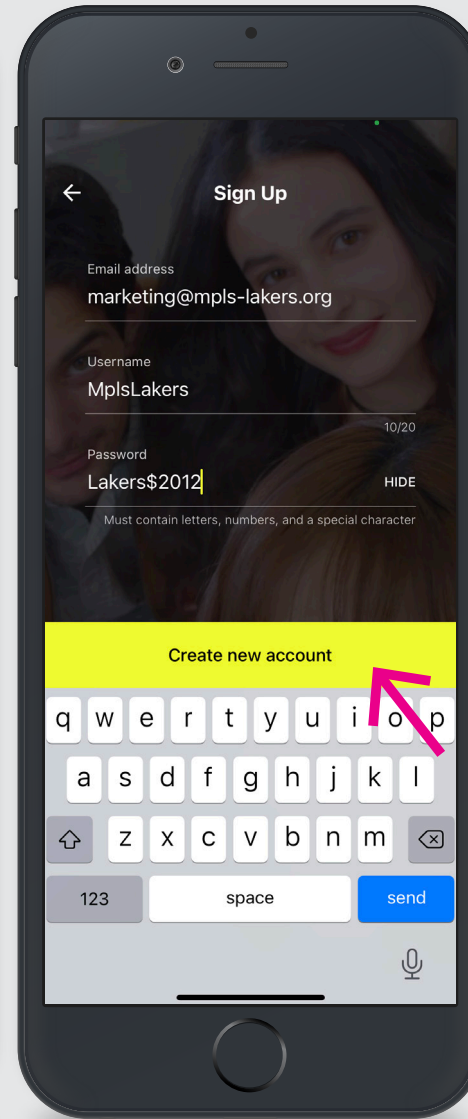 Sign Up
Email address
marketing@mpls-lakers.org
Username
MplsLakers
10/20
Password
Lakers$2012
HIDE
Must contain letters, numbers, and a special character
Create new account
q w e r t y u i o p
a s d f g h j k l
z x c v b n m
123 space send